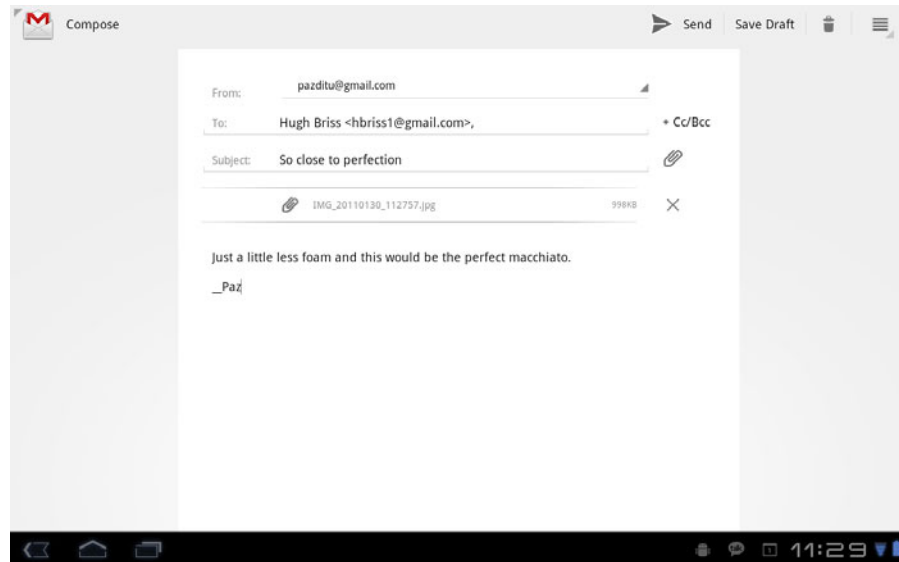 Compose
Send
Save Draft
From: pazditu@gmail.com
To: Hugh Briss <hbriss1@gmail.com>,
+ Cc/Bcc
Subject: So close to perfection
IMG_20110130_112757.jpg 998KB
Just a little less foam and this would be the perfect macchiato.
__Paz
11:29